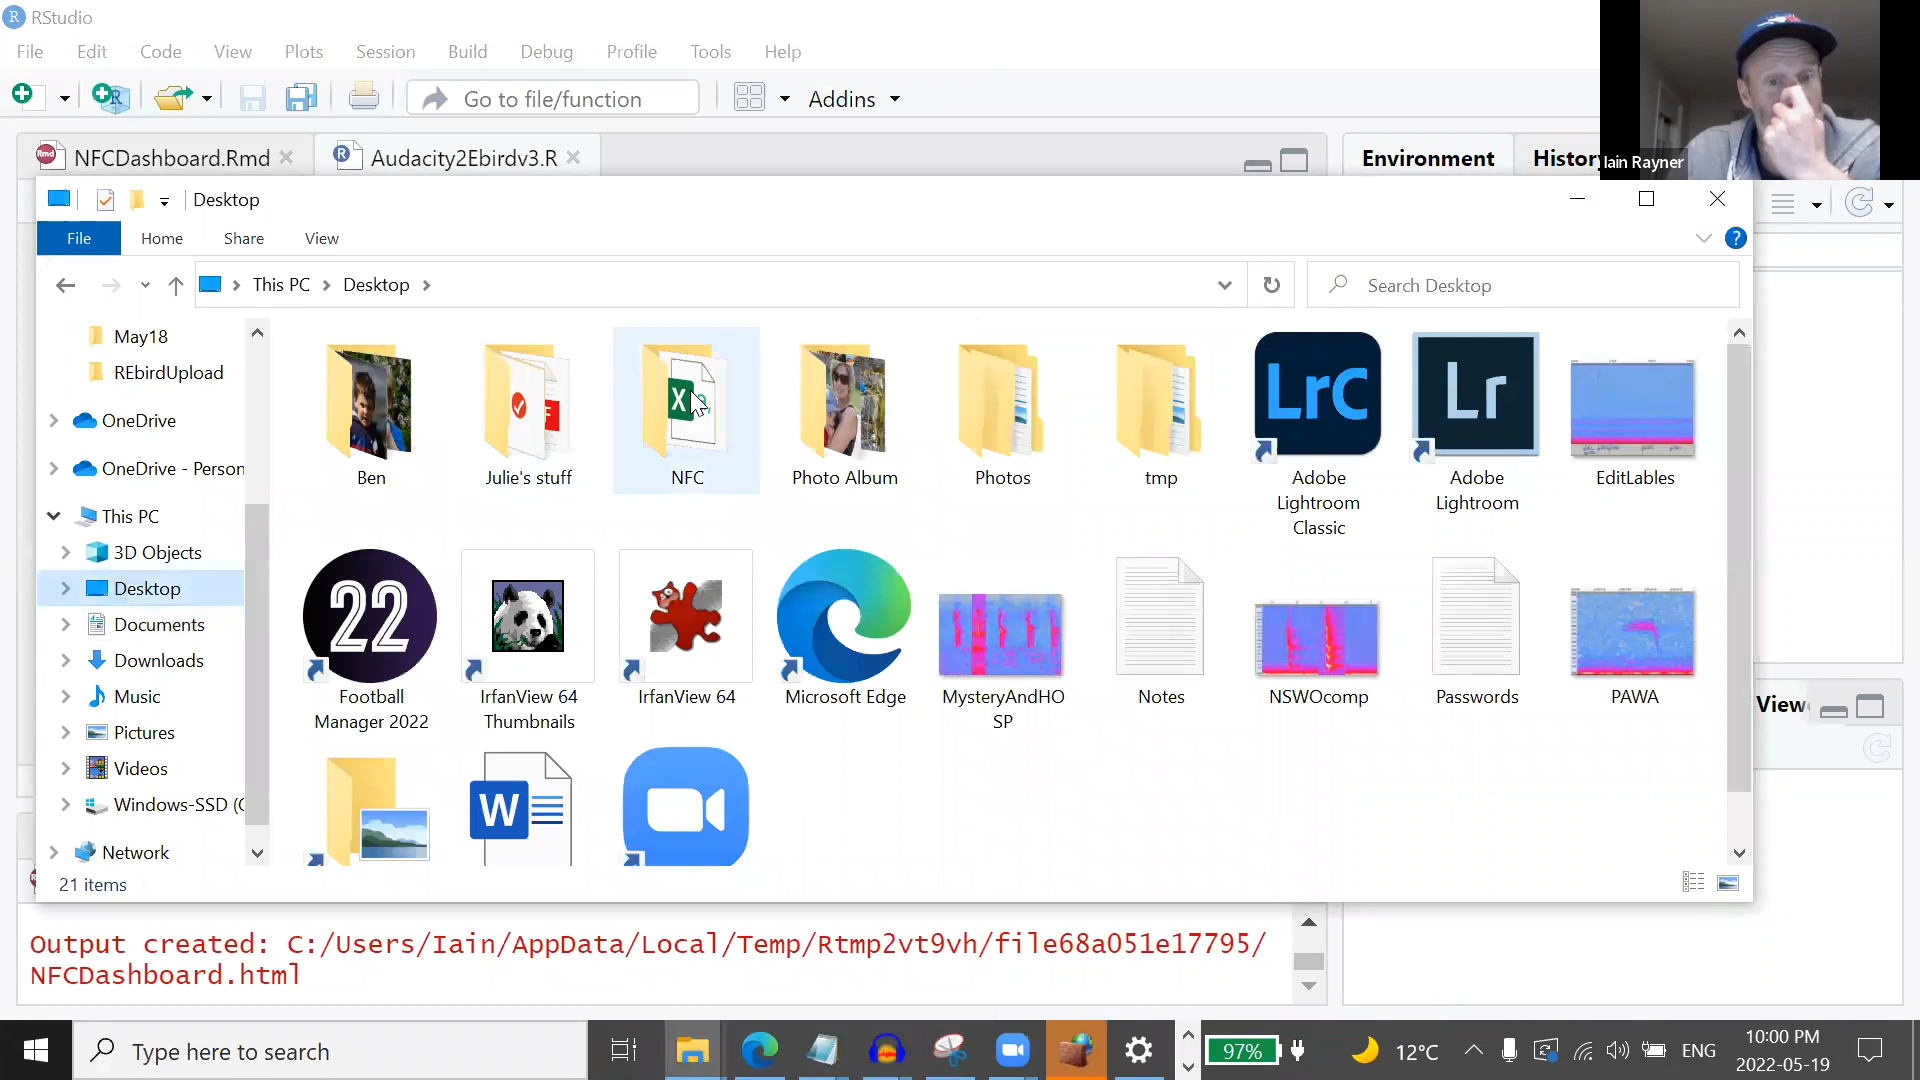 RStudio
File Edit Code View Plots Session Build Debug Profile Tools Help
Go to file/function
Addins
NFCDashboard.Rmd
Audacity2Ebirdv3.R
Environment
History
Iain Rayner
Desktop
File Home Share View
This PC
Desktop
Search Desktop
May18
REbirdUpload
OneDrive
OneDrive - Person
This PC
3D Objects
Desktop
Documents
Downloads
Music
Pictures
Videos
Windows-SSD (C
Network
Ben
Julie's stuff
NFC
Photo Album
Photos
tmp
LrC
Adobe
Lightroom
Classic
Lr
Adobe
Lightroom
EditLables
22
Football
Manager 2022
IrfanView 64
Thumbnails
IrfanView 64
Microsoft Edge
MysteryAndHO
SP
Notes
NSWOcomp
Passwords
PAWA
W
21 items
View
Output created: C:/Users/Iain/AppData/Local/Temp/Rtmp2vt9vh/file68a051e17795/
NFCDashboard.html
Type here to search
97%
12°C
ENG
10:00 PM
2022-05-19